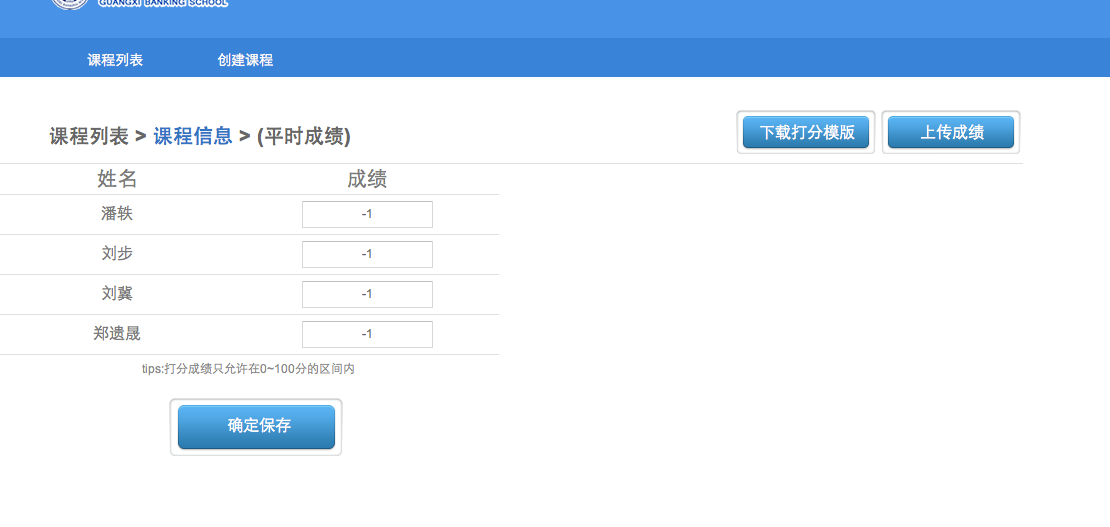 GUANGXI BANKING SCHOOL
课程列表 创建课程
课程列表 > 课程信息 > (平时成绩)
下载打分模版 上传成绩
姓名 成绩
潘轶 -1
刘步 -1
刘冀 -1
郑遗晟 -1
tips:打分成绩只允许在0~100分的区间内
确定保存